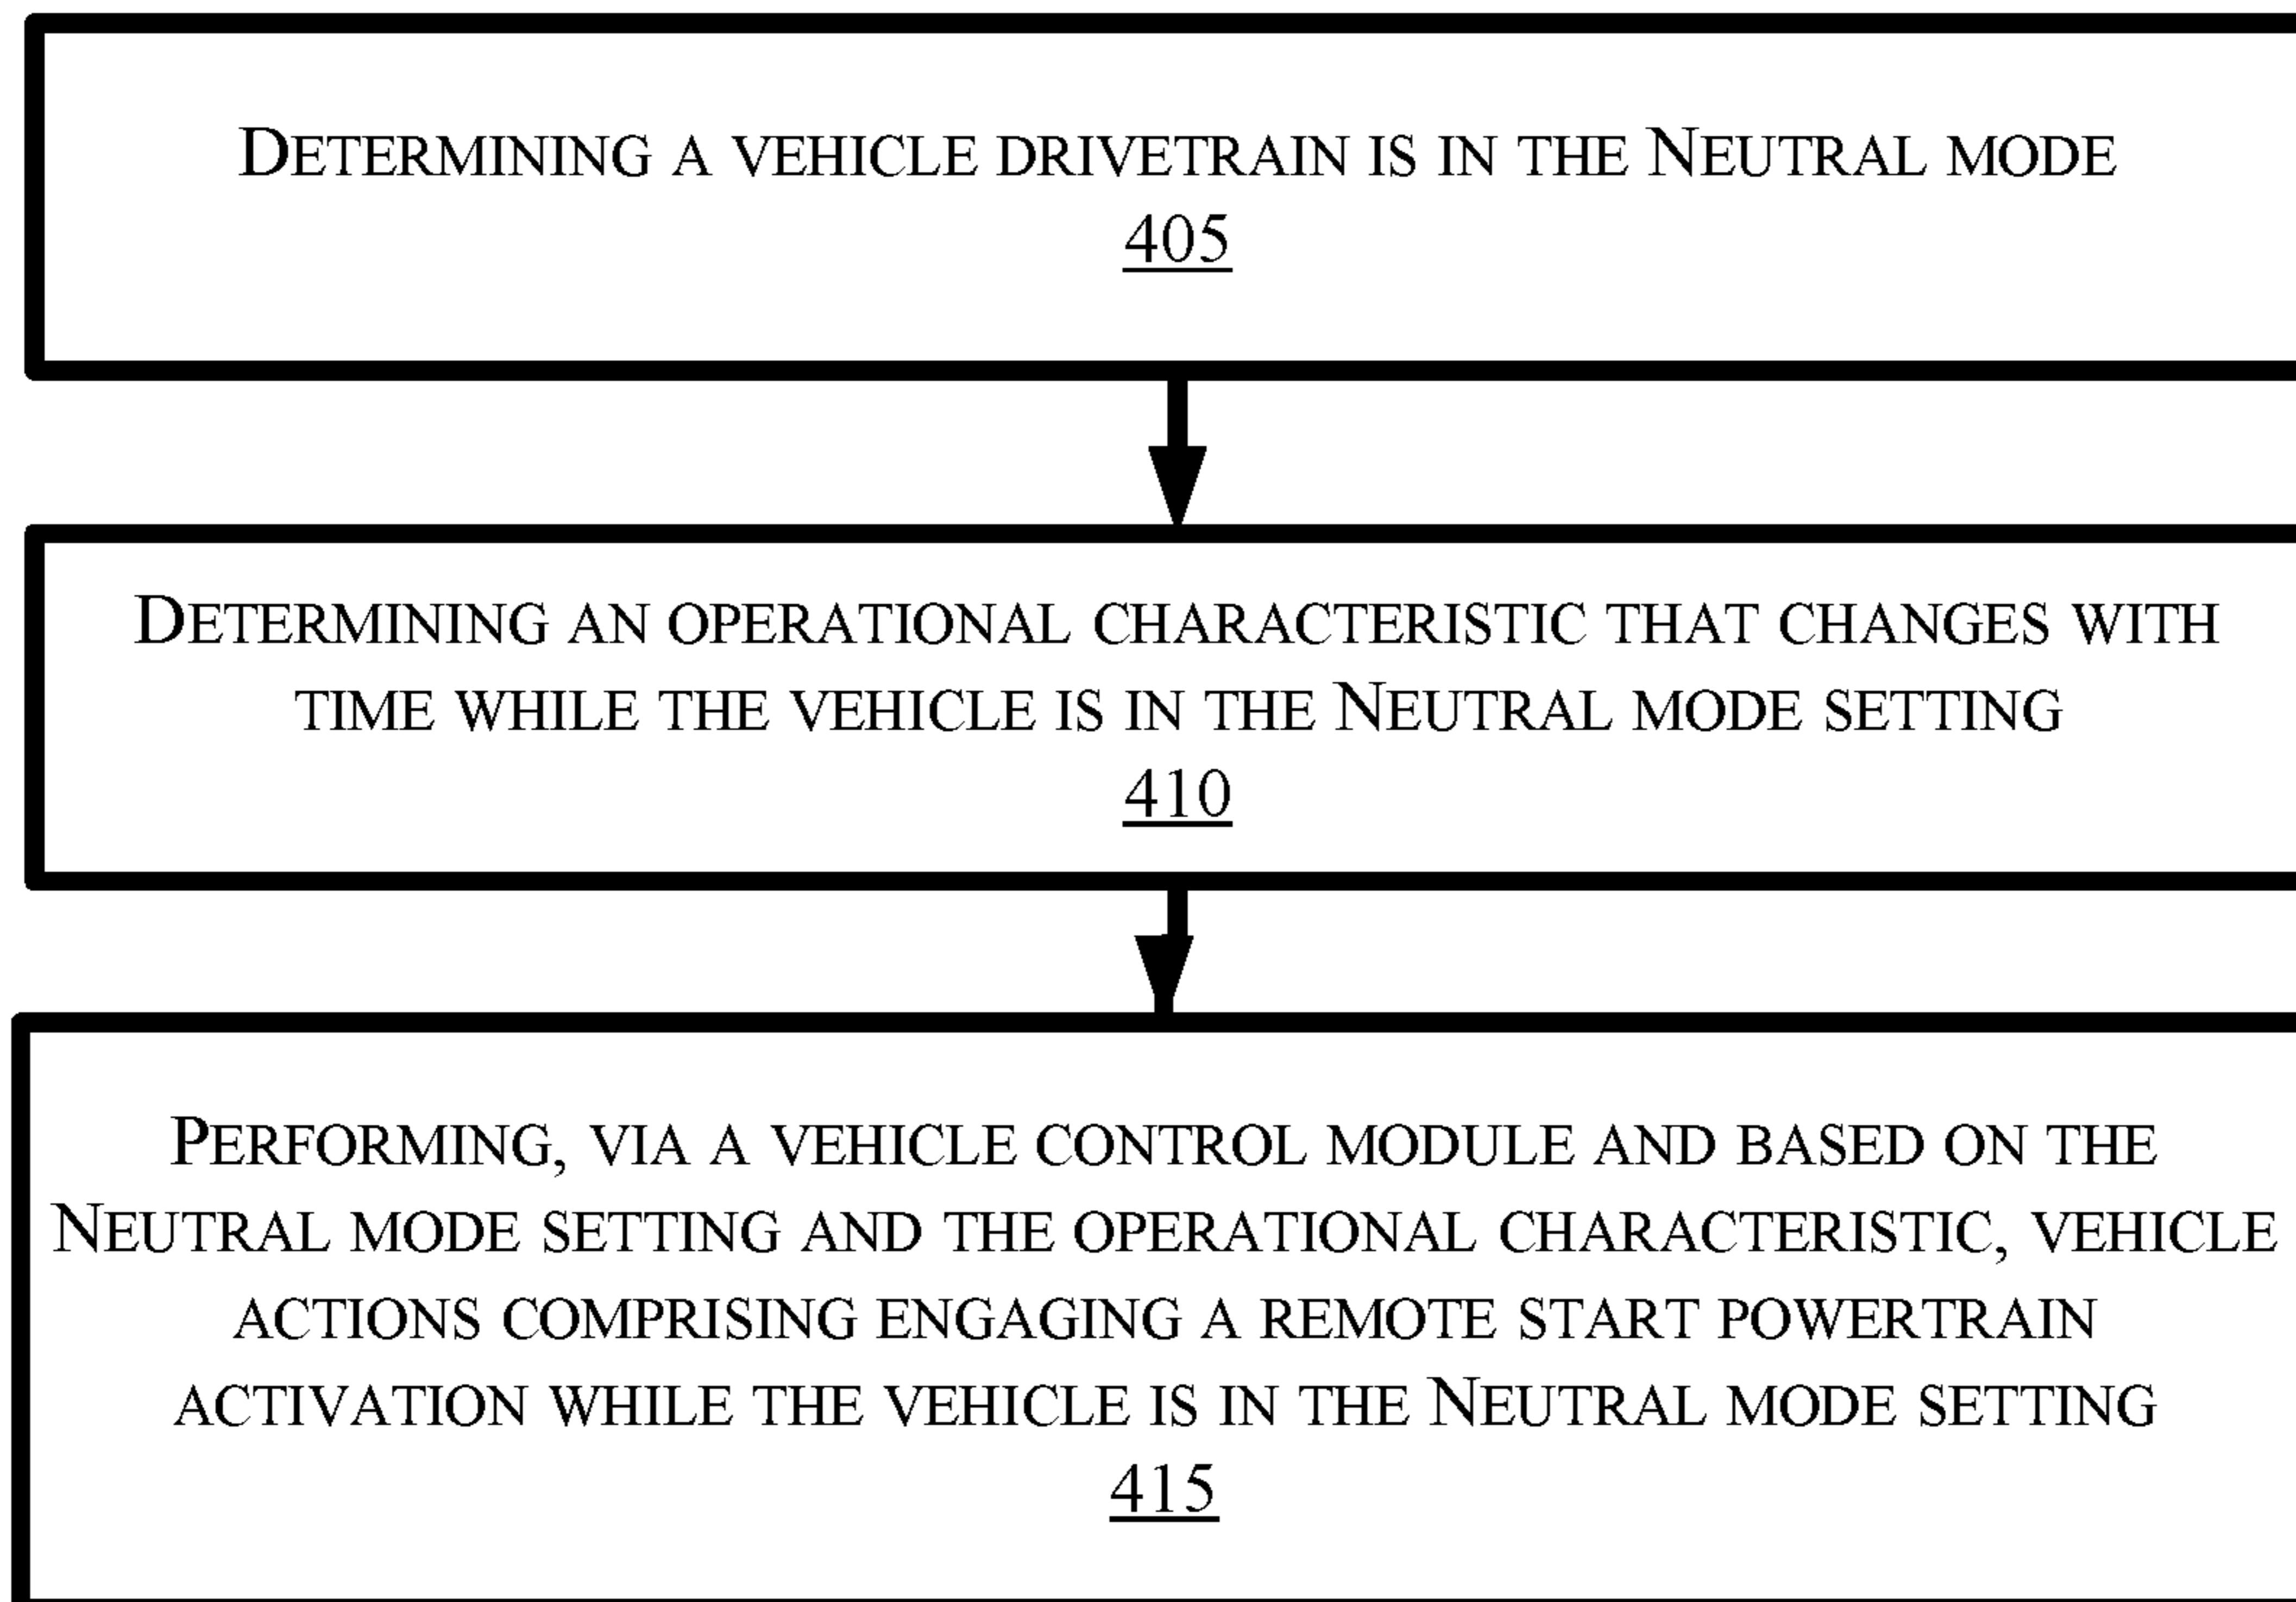 Determining a vehicle drivetrain is in the Neutral mode
405
Determining an operational characteristic that changes with
time while the vehicle is in the Neutral mode setting
410
Performing, via a vehicle control module and based on the
Neutral mode setting and the operational characteristic, vehicle
actions comprising engaging a remote start powertrain
activation while the vehicle is in the Neutral mode setting
415